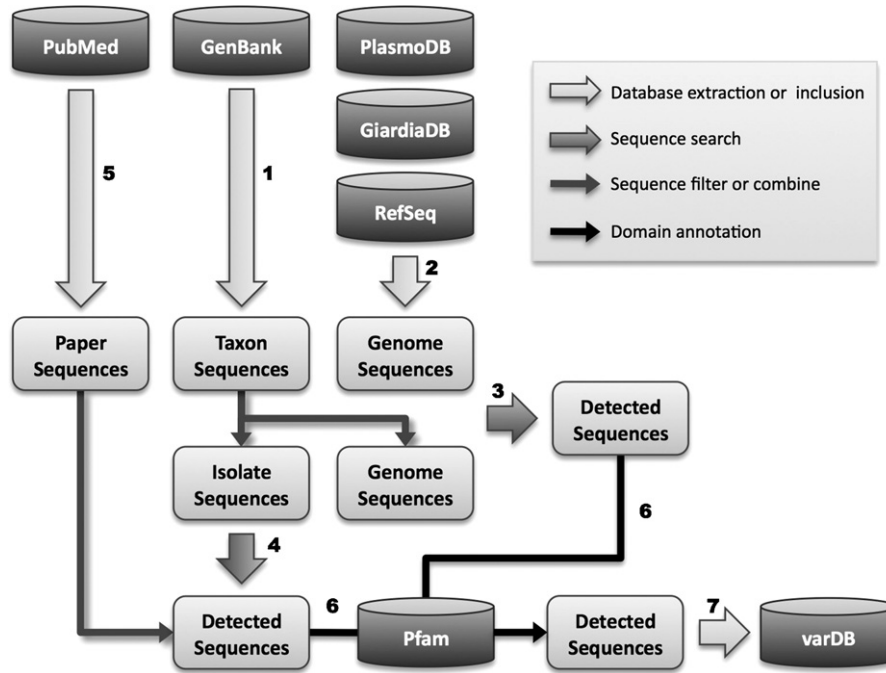 PubMed
GenBank
PlasmoDB
GiardiaDB
RefSeq
Database extraction or inclusion
Sequence search
Sequence filter or combine
Domain annotation
5
1
2
Paper
Sequences
Taxon
Sequences
Genome
Sequences
3
Detected
Sequences
Isolate
Sequences
Genome
Sequences
4
6
Detected
Sequences
6
Pfam
Detected
Sequences
7
varDB